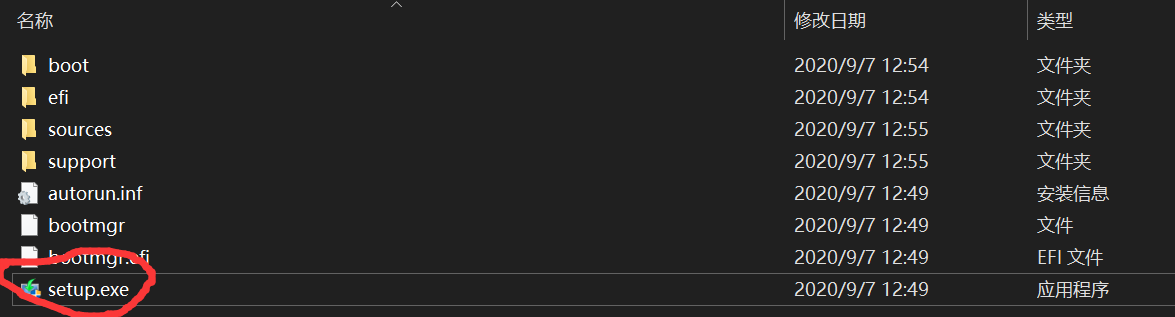 名称 修改日期 类型
boot 2020/9/7 12:54 文件夹
efi 2020/9/7 12:54 文件夹
sources 2020/9/7 12:55 文件夹
support 2020/9/7 12:55 文件夹
autorun.inf 2020/9/7 12:49 安装信息
bootmgr 2020/9/7 12:49 文件
bootmgr.efi 2020/9/7 12:49 EFI 文件
setup.exe 2020/9/7 12:49 应用程序